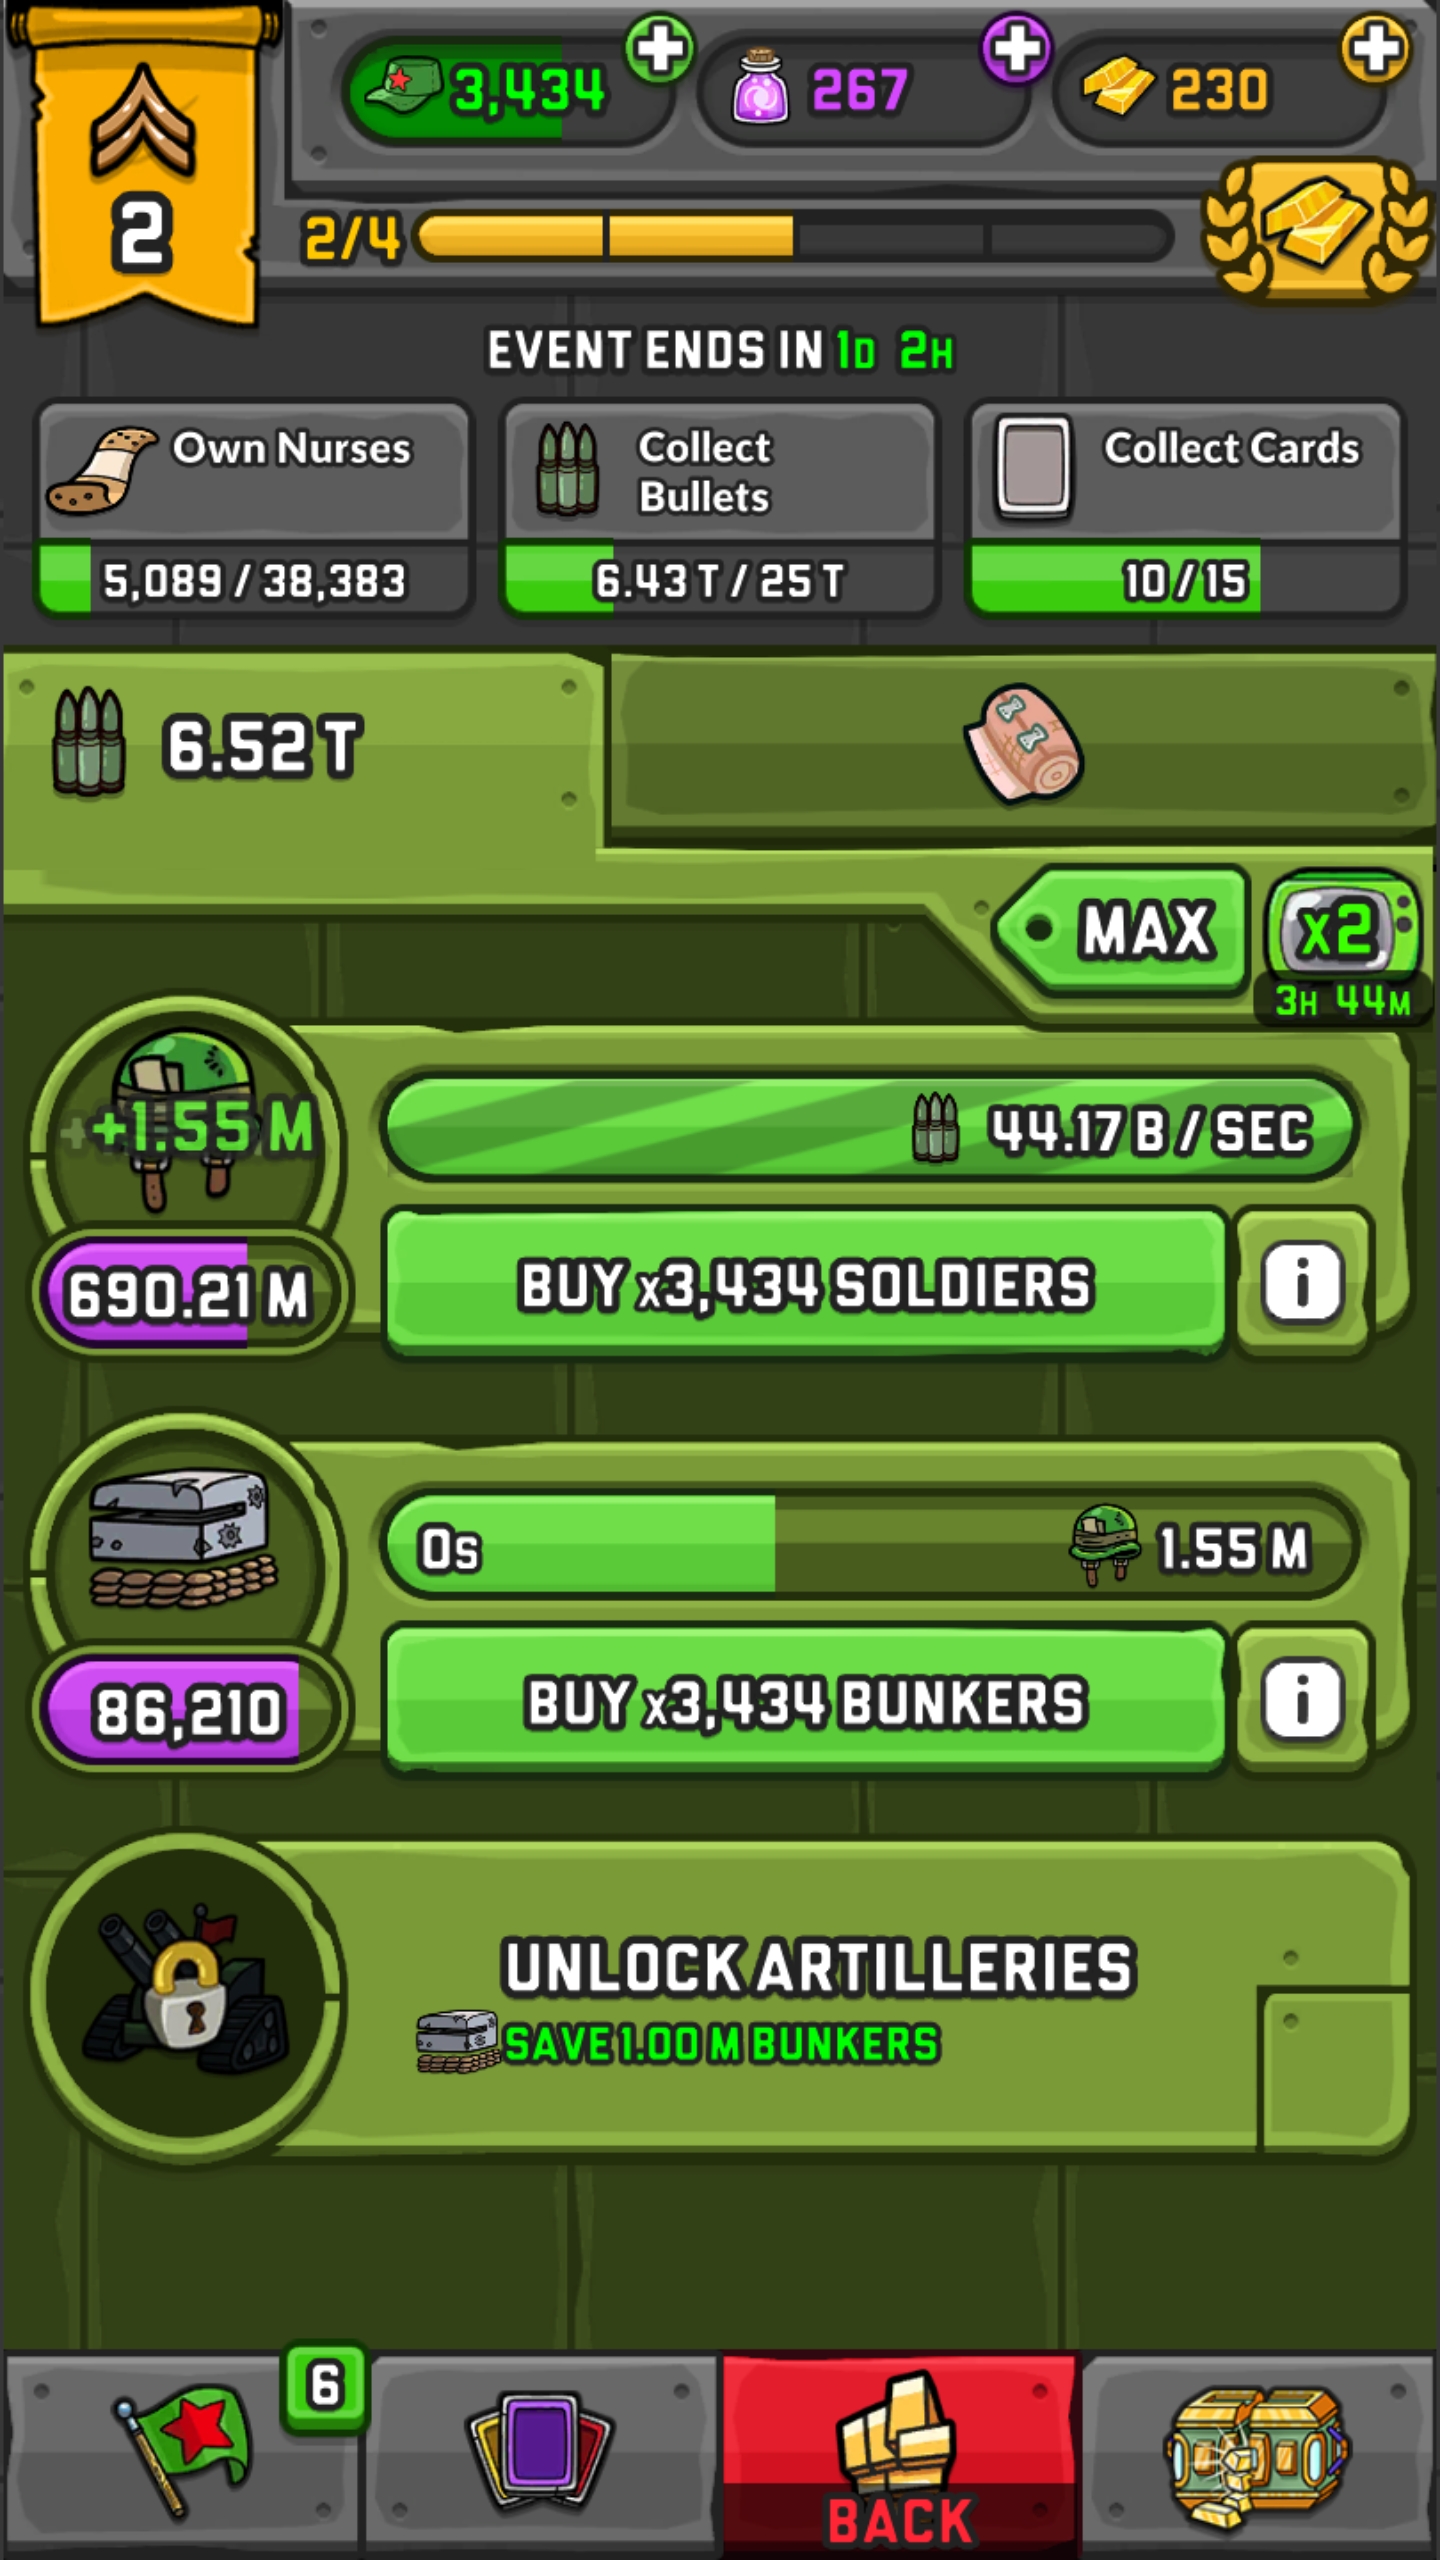 3,434
267
230
2
2/4
EVENT ENDS IN 1D 2H
Own Nurses
5,089 / 38,383
Collect
Bullets
6.43 T / 25 T
Collect Cards
10 / 15
6.52 T
MAX
x2
3H 44M
+1.55 M
44.17 B / SEC
690.21 M
BUY x3,434 SOLDIERS
i
0s
1.55 M
86,210
BUY x3,434 BUNKERS
i
UNLOCK ARTILLERIES
SAVE 1.00 M BUNKERS
6
BACK